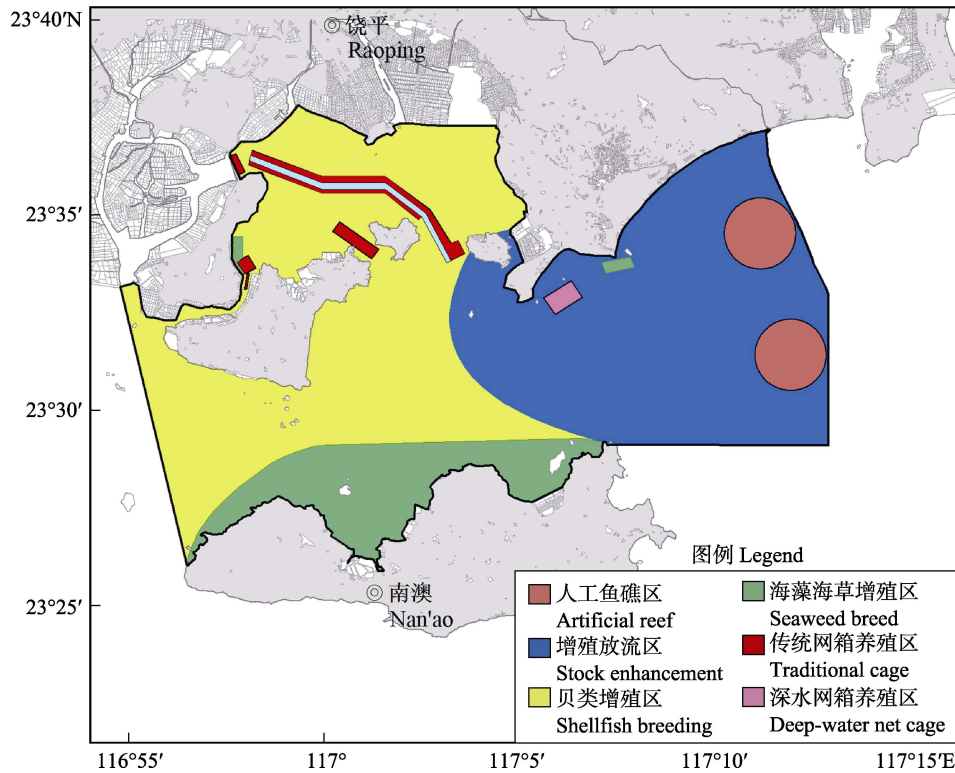 23°40′N
饶平
Raoping
23°35′
23°30′
23°25′
南澳
Nan'ao
图例 Legend
人工鱼礁区
Artificial reef
增殖放流区
Stock enhancement
贝类增殖区
Shellfish breeding
海藻海草增殖区
Seaweed breed
传统网箱养殖区
Traditional cage
深水网箱养殖区
Deep-water net cage
116°55′ 117° 117°5′ 117°10′ 117°15′E